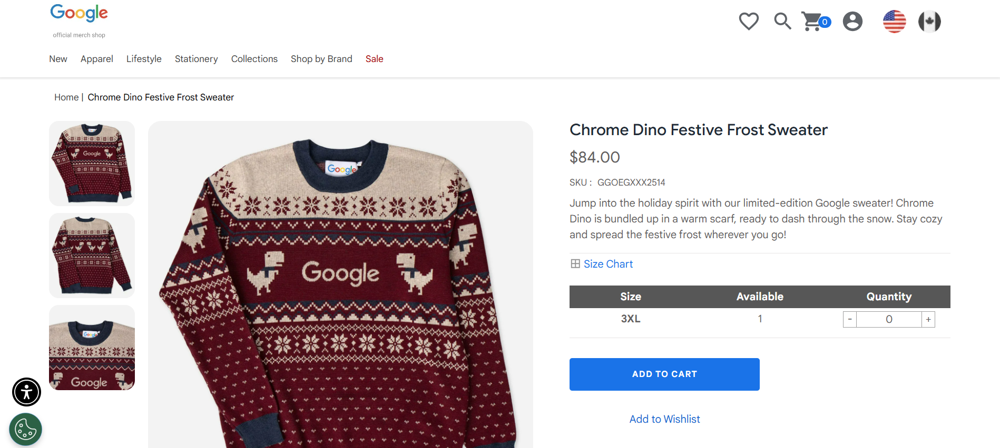 Google
official merch shop
0
New Apparel Lifestyle Stationery Collections Shop by Brand Sale
Home | Chrome Dino Festive Frost Sweater
Google
Google
Google
Google
Google
Chrome Dino Festive Frost Sweater
$84.00
SKU : GGOEGXXX2514
Jump into the holiday spirit with our limited-edition Google sweater! Chrome
Dino is bundled up in a warm scarf, ready to dash through the snow. Stay cozy
and spread the festive frost wherever you go!
Size Chart
Size Available Quantity
3XL 1 - 0 +
ADD TO CART
Add to Wishlist